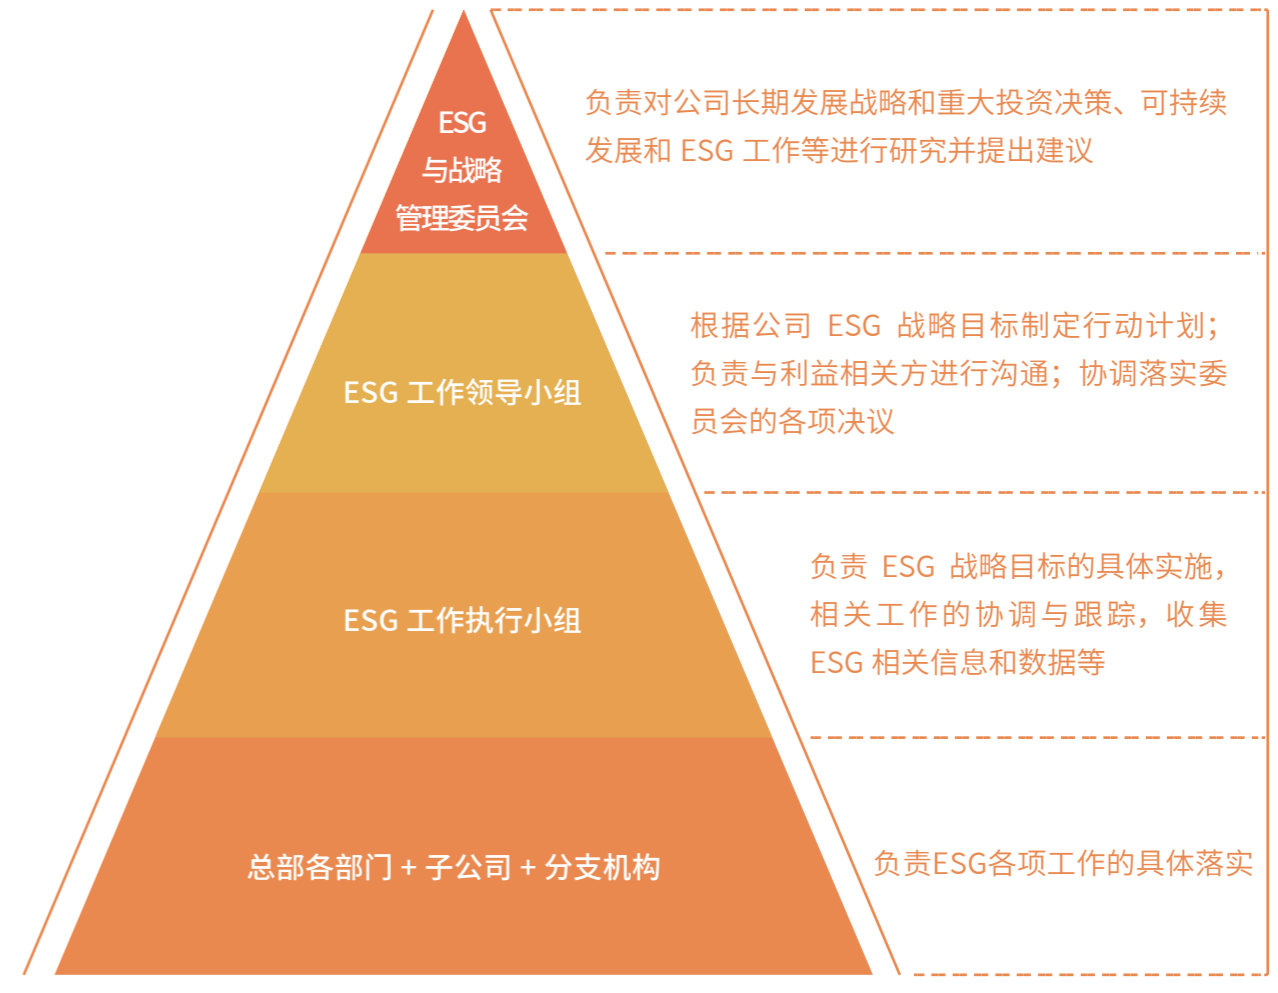 ESG
与战略
管理委员会
负责对公司长期发展战略和重大投资决策、可持续
发展和 ESG 工作等进行研究并提出建议
ESG 工作领导小组
根据公司 ESG 战略目标制定行动计划；
负责与利益相关方进行沟通；协调落实委
员会的各项决议
ESG 工作执行小组
负责 ESG 战略目标的具体实施，
相关工作的协调与跟踪，收集
ESG 相关信息和数据等
总部各部门 + 子公司 + 分支机构
负责ESG各项工作的具体落实